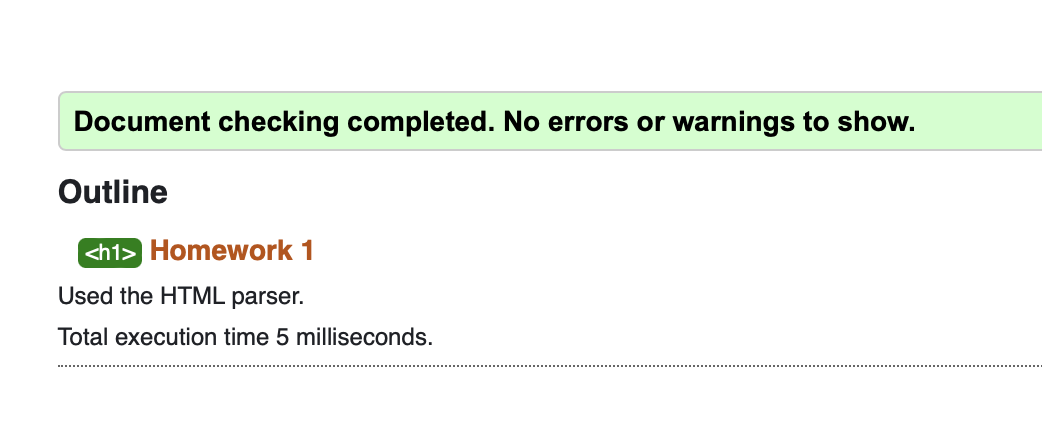 Document checking completed. No errors or warnings to show.
Outline
<h1> Homework 1
Used the HTML parser.
Total execution time 5 milliseconds.